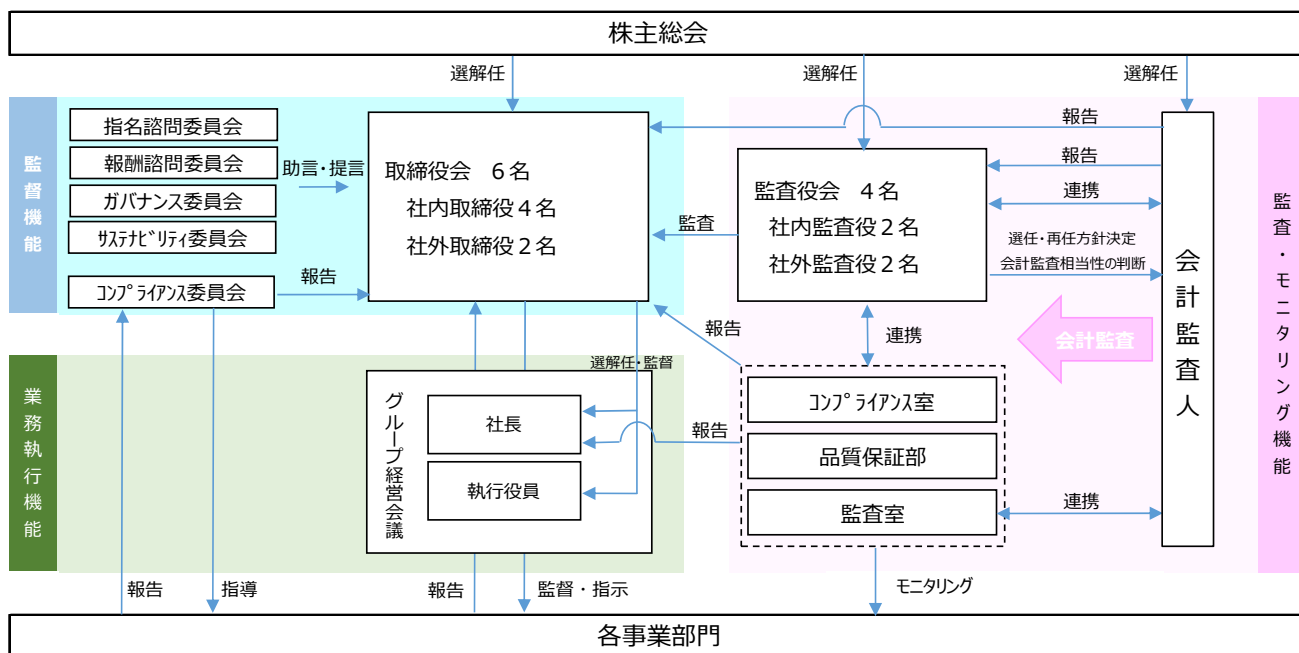 株主総会
選解任
選解任
選解任
監督機能
指名諮問委員会
報酬諮問委員会
ガバナンス委員会
ｻｽﾃﾅﾋﾞﾘﾃｨ委員会
ｺﾝﾌﾟﾗｲｱﾝｽ委員会
助言・提言
報告
取締役会　６名
社内取締役４名
社外取締役２名
監査
監査役会　４名
社内監査役２名
社外監査役２名
報告
報告
連携
選任・再任方針決定
会計監査相当性の判断
会計監査人
監査・モニタリング機能
会計監査
報告
連携
業務執行機能
選解任・監督
グループ経営会議
社長
執行役員
報告
ｺﾝﾌﾟﾗｲｱﾝｽ室
品質保証部
監査室
連携
報告
指導
報告
監督・指示
ﾓﾆﾀﾘﾝｸﾞ
各事業部門